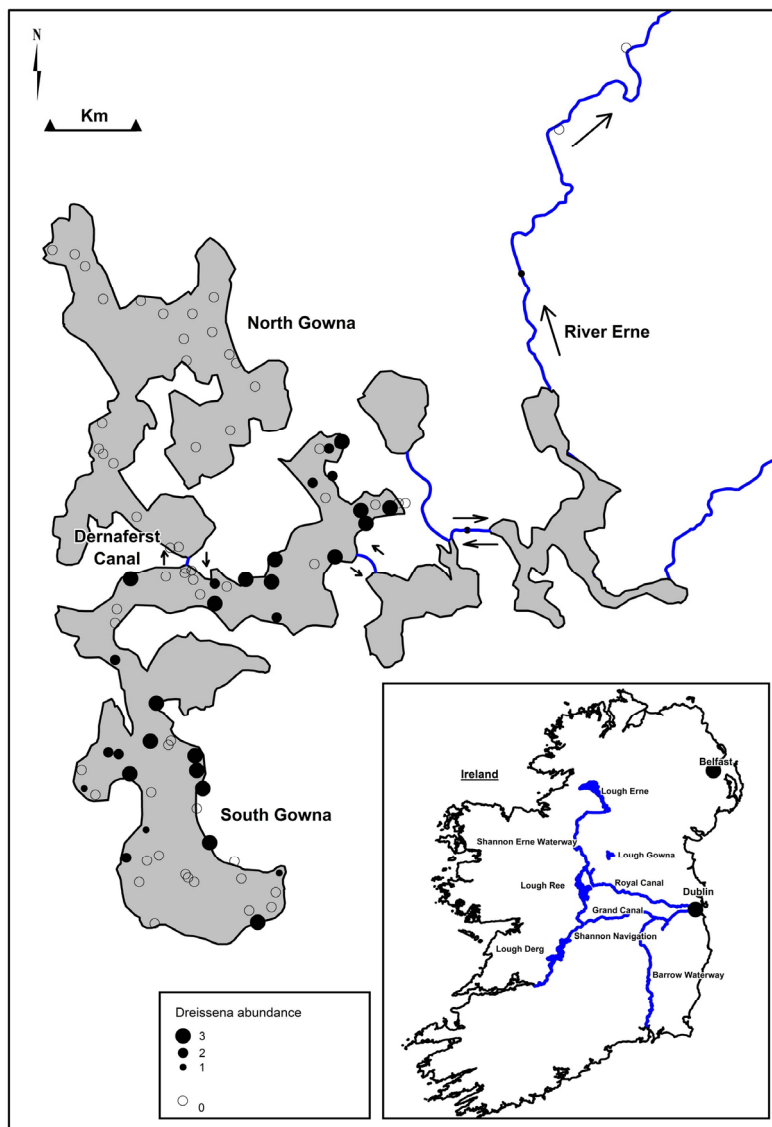 N
Km
North Gowna
River Erne
Dernaferst
Canal
South Gowna
Dreissena abundance
3
2
1
0
Ireland
Belfast
Lough Erne
Shannon Erne Waterway
Lough Gowna
Lough Ree
Royal Canal
Dublin
Grand Canal
Lough Derg
Shannon Navigation
Barrow Waterway